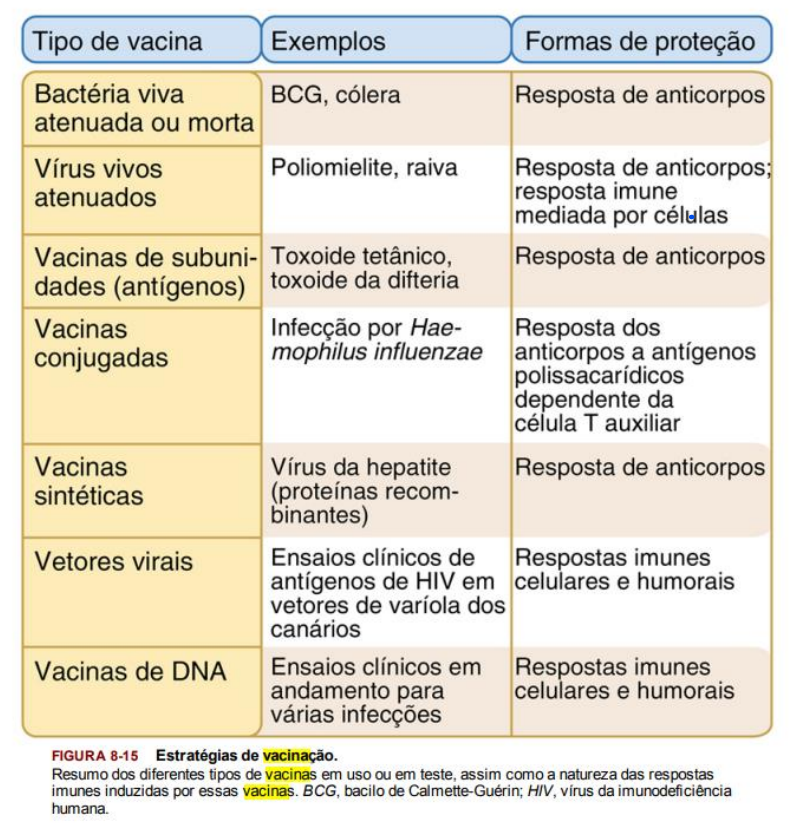 Tipo de vacina Exemplos Formas de proteção
Bactéria viva BCG, cólera Resposta de anticorpos
atenuada ou morta
Vírus vivos Poliomielite, raiva Resposta de anticorpos;
atenuados resposta imune
mediada por células
Vacinas de subuni- Toxoide tetânico, Resposta de anticorpos
dades (antígenos) toxoide da difteria
Vacinas Infecção por Hae- Resposta dos
conjugadas mophilus influenzae anticorpos a antígenos
polissacarídicos
dependente da
célula T auxiliar
Vacinas Vírus da hepatite Resposta de anticorpos
sintéticas (proteínas recom-
binantes)
Vetores virais Ensaios clínicos de Respostas imunes
antígenos de HIV em celulares e humorais
vetores de varíola dos
canários
Vacinas de DNA Ensaios clínicos em Respostas imunes
andamento para celulares e humorais
várias infecções
FIGURA 8-15 Estratégias de vacinação.
Resumo dos diferentes tipos de vacinas em uso ou em teste, assim como a natureza das respostas
imunes induzidas por essas vacinas. BCG, bacilo de Calmette-Guérin; HIV, vírus da imunodeficiência
humana.